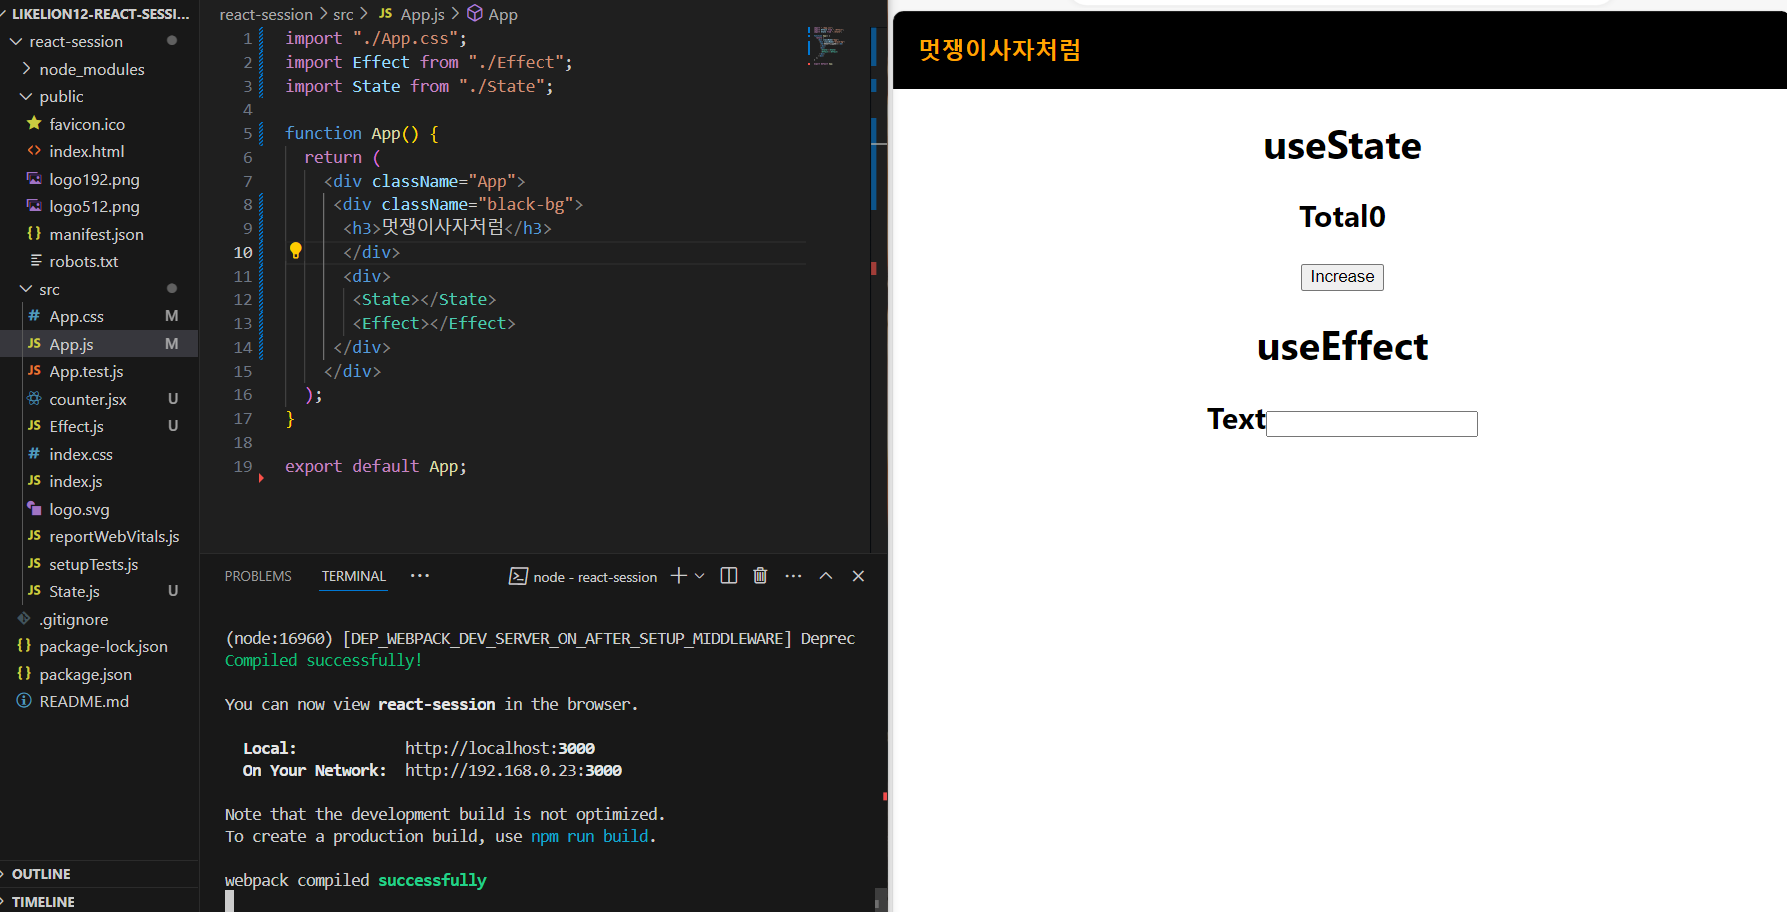 LIKELION12-REACT-SESSI...
react-session
node_modules
public
favicon.ico
index.html
logo192.png
logo512.png
manifest.json
robots.txt
src
App.css M
App.js M
App.test.js
counter.jsx U
Effect.js U
index.css
index.js
logo.svg
reportWebVitals.js
setupTests.js
State.js U
.gitignore
package-lock.json
package.json
README.md
OUTLINE
TIMELINE
react-session > src > JS App.js > App
1 import "./App.css";
2 import Effect from "./Effect";
3 import State from "./State";
4
5 function App() {
6 return (
7 <div className="App">
8 <div className="black-bg">
9 <h3>멋쟁이사자처럼</h3>
10 </div>
11 <div>
12 <State></State>
13 <Effect></Effect>
14 </div>
15 </div>
16 );
17 }
18
19 export default App;
PROBLEMS TERMINAL ... node - react-session
(node:16960) [DEP_WEBPACK_DEV_SERVER_ON_AFTER_SETUP_MIDDLEWARE] Deprec
Compiled successfully!
You can now view react-session in the browser.
Local: http://localhost:3000
On Your Network: http://192.168.0.23:3000
Note that the development build is not optimized.
To create a production build, use npm run build.
webpack compiled successfully
멋쟁이사자처럼
useState
Total0
Increase
useEffect
Text